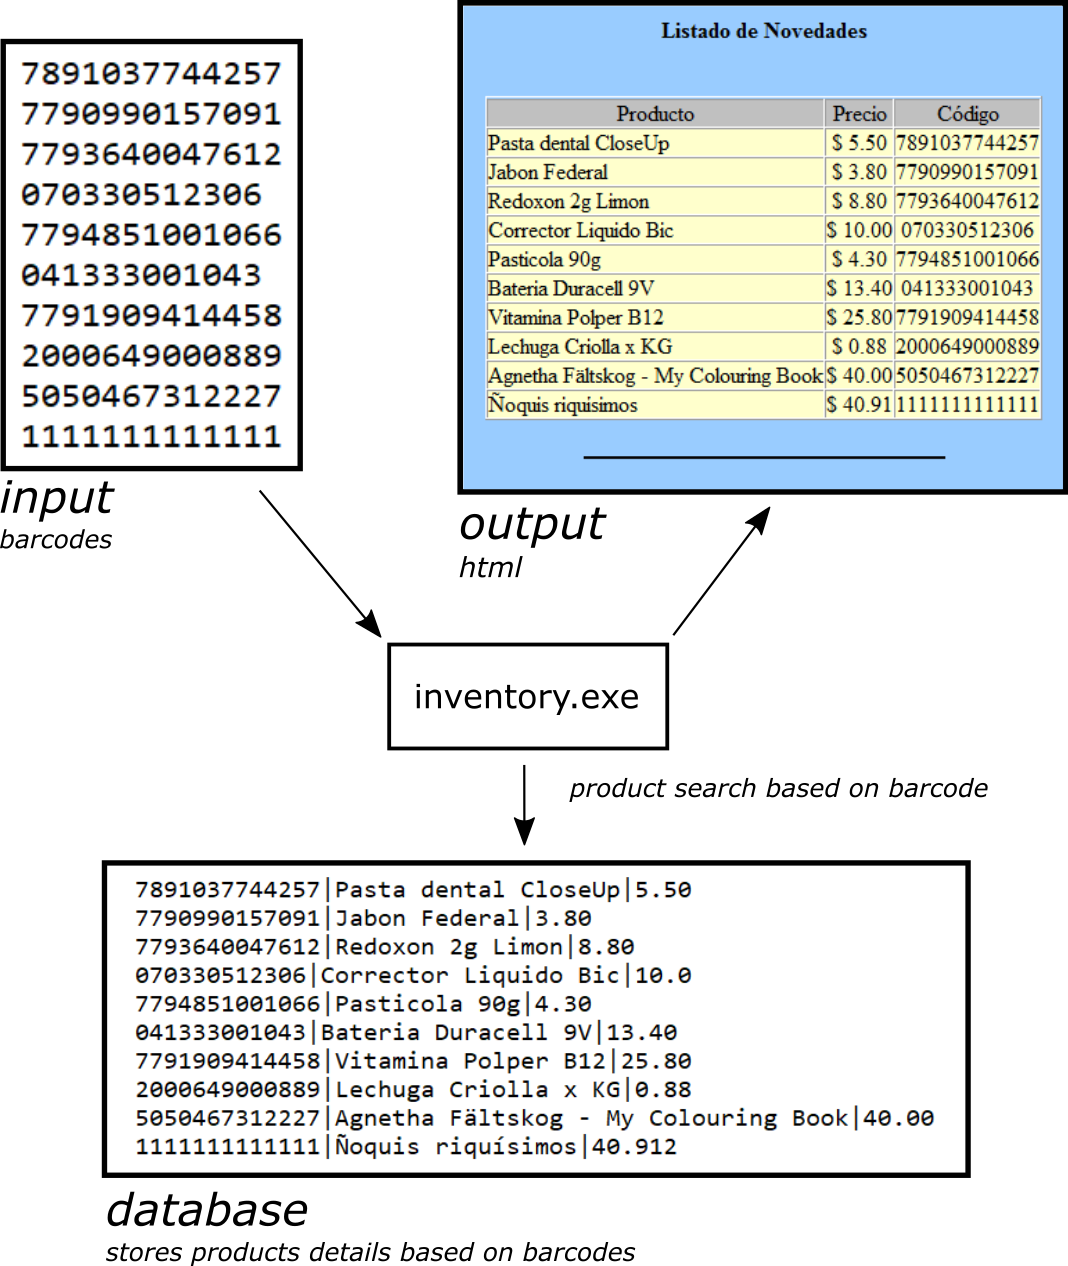 7891037744257
7790990157091
7793640047612
070330512306
7794851001066
041333001043
7791909414458
2000649000889
5050467312227
1111111111111
input
barcodes
Listado de Novedades
Producto Precio Código
Pasta dental CloseUp $ 5.50 7891037744257
Jabon Federal $ 3.80 7790990157091
Redoxon 2g Limon $ 8.80 7793640047612
Corrector Liquido Bic $ 10.00 070330512306
Pasticola 90g $ 4.30 7794851001066
Bateria Duracell 9V $ 13.40 041333001043
Vitamina Polper B12 $ 25.80 7791909414458
Lechuga Criolla x KG $ 0.88 2000649000889
Agnetha Fältskog - My Colouring Book $ 40.00 5050467312227
Ñoquis riquísimos $ 40.91 1111111111111
output
html
inventory.exe
product search based on barcode
7891037744257|Pasta dental CloseUp|5.50
7790990157091|Jabon Federal|3.80
7793640047612|Redoxon 2g Limon|8.80
070330512306|Corrector Liquido Bic|10.0
7794851001066|Pasticola 90g|4.30
041333001043|Bateria Duracell 9V|13.40
7791909414458|Vitamina Polper B12|25.80
2000649000889|Lechuga Criolla x KG|0.88
5050467312227|Agnetha Fältskog - My Colouring Book|40.00
1111111111111|Ñoquis riquísimos|40.912
database
stores products details based on barcodes